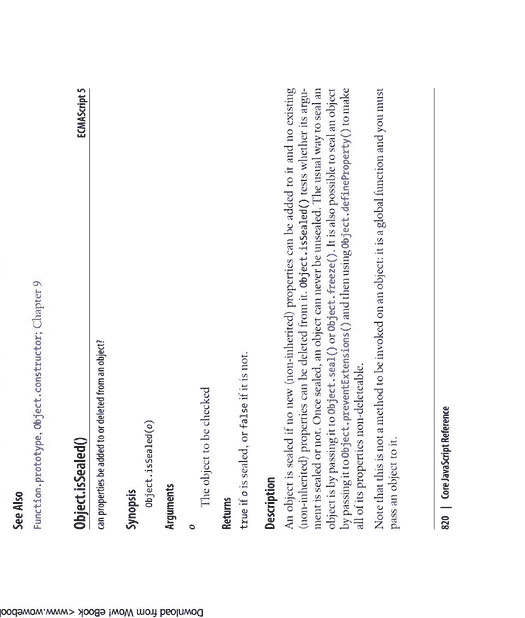 See Also
Function.prototype, Object.constructor; Chapter 9
Object.isSealed() ECMAScript 5
can properties be added to or deleted from an object?
Synopsis
Object.isSealed(o)
Arguments
o
The object to be checked
Returns
true if o is sealed, or false if it is not.
Description
An object is sealed if no new (non-inherited) properties can be added to it and no existing
(non-inherited) properties can be deleted from it. Object.isSealed() tests whether its argu-
ment is sealed or not. Once sealed, an object can never be unsealed. The usual way to seal an
object is by passing it to Object.seal() or Object.freeze(). It is also possible to seal an object
by passing it to Object.preventExtensions() and then using Object.defineProperty() to make
all of its properties non-deleteable.
Note that this is not a method to be invoked on an object: it is a global function and you must
pass an object to it.
820 | Core JavaScript Reference
Download from Wow! eBook <www.wowebook